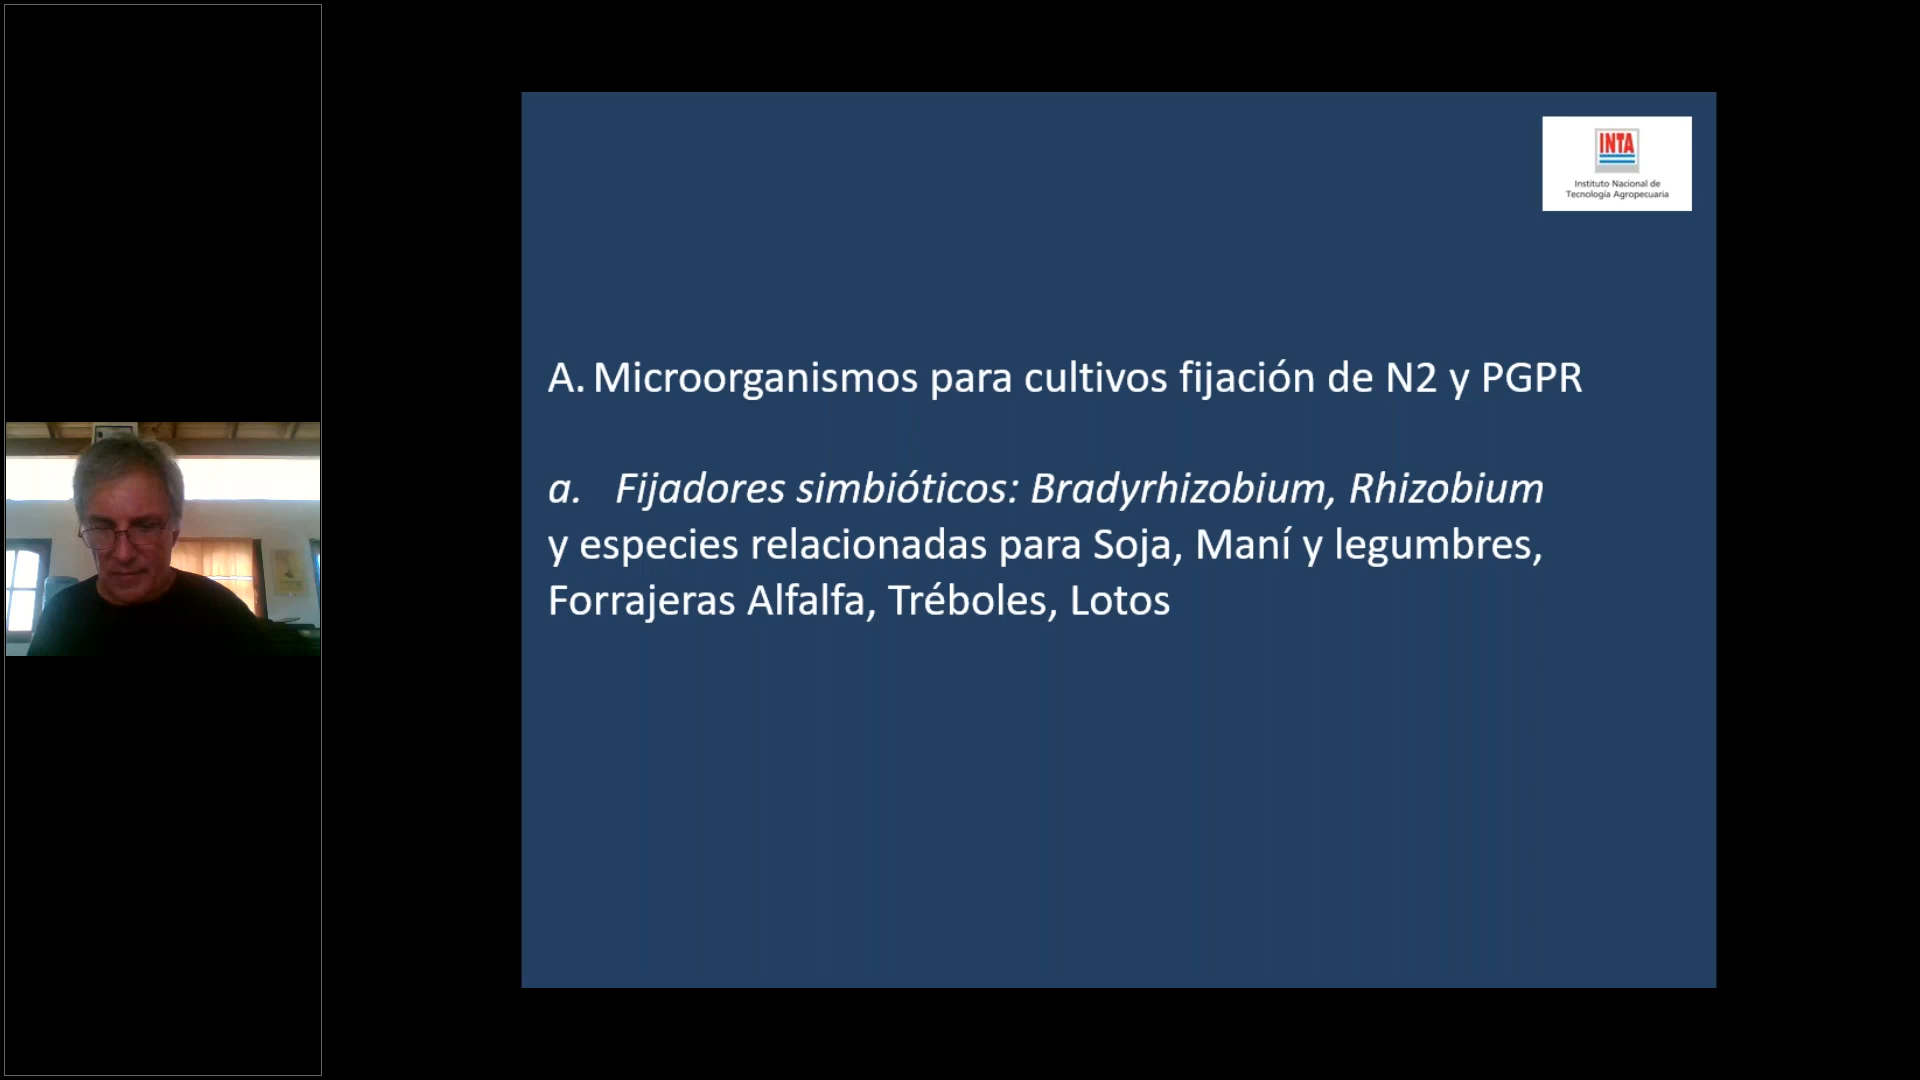 INTA
Instituto Nacional de
Tecnología Agropecuaria
A. Microorganismos para cultivos fijación de N2 y PGPR
a. Fijadores simbióticos: Bradyrhizobium, Rhizobium
y especies relacionadas para Soja, Maní y legumbres,
Forrajeras Alfalfa, Tréboles, Lotos